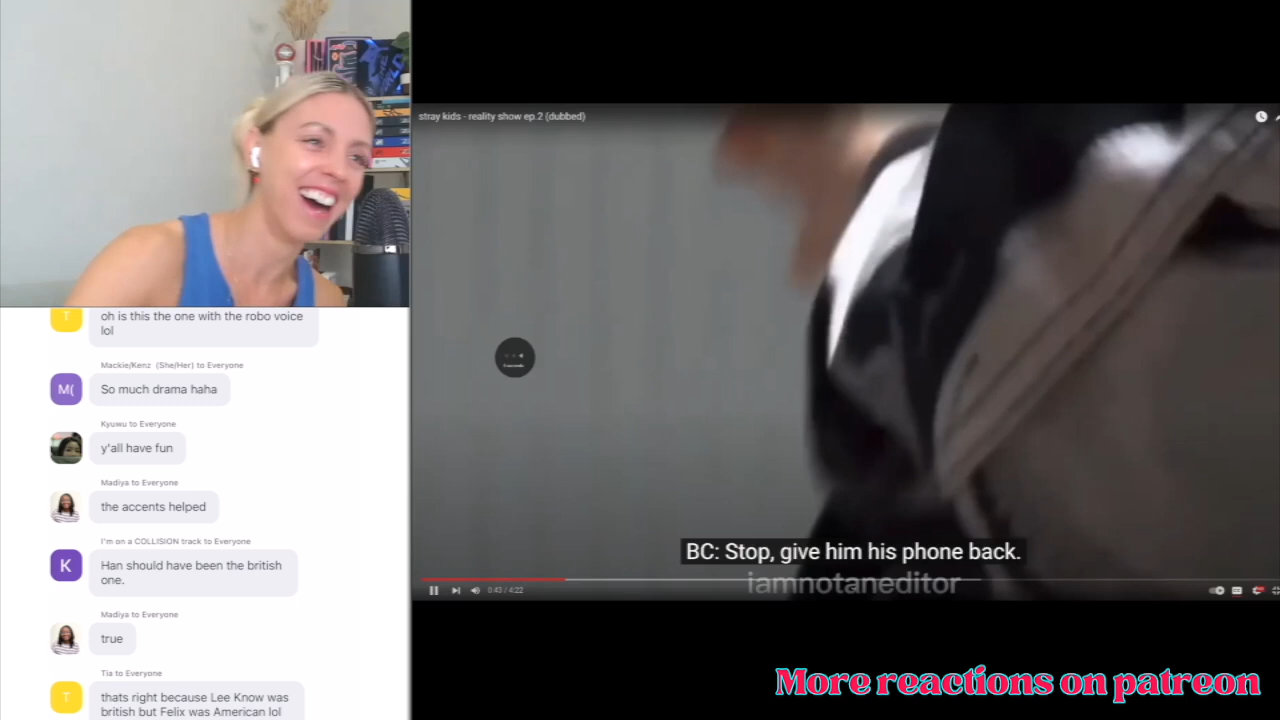 oh is this the one with the robo voice
lol
Mackie/Kenz (She/Her) to Everyone
So much drama haha
Kyuwu to Everyone
y'all have fun
Madiya to Everyone
the accents helped
I'm on a COLLISION track to Everyone
Han should have been the british
one.
Madiya to Everyone
true
Tia to Everyone
thats right because Lee Know was
british but Felix was American lol
T
M(
K
T
stray kids - reality show ep.2 (dubbed)
BC: Stop, give him his phone back.
iamnotaneditor
0:43 / 4:22
More reactions on patreon